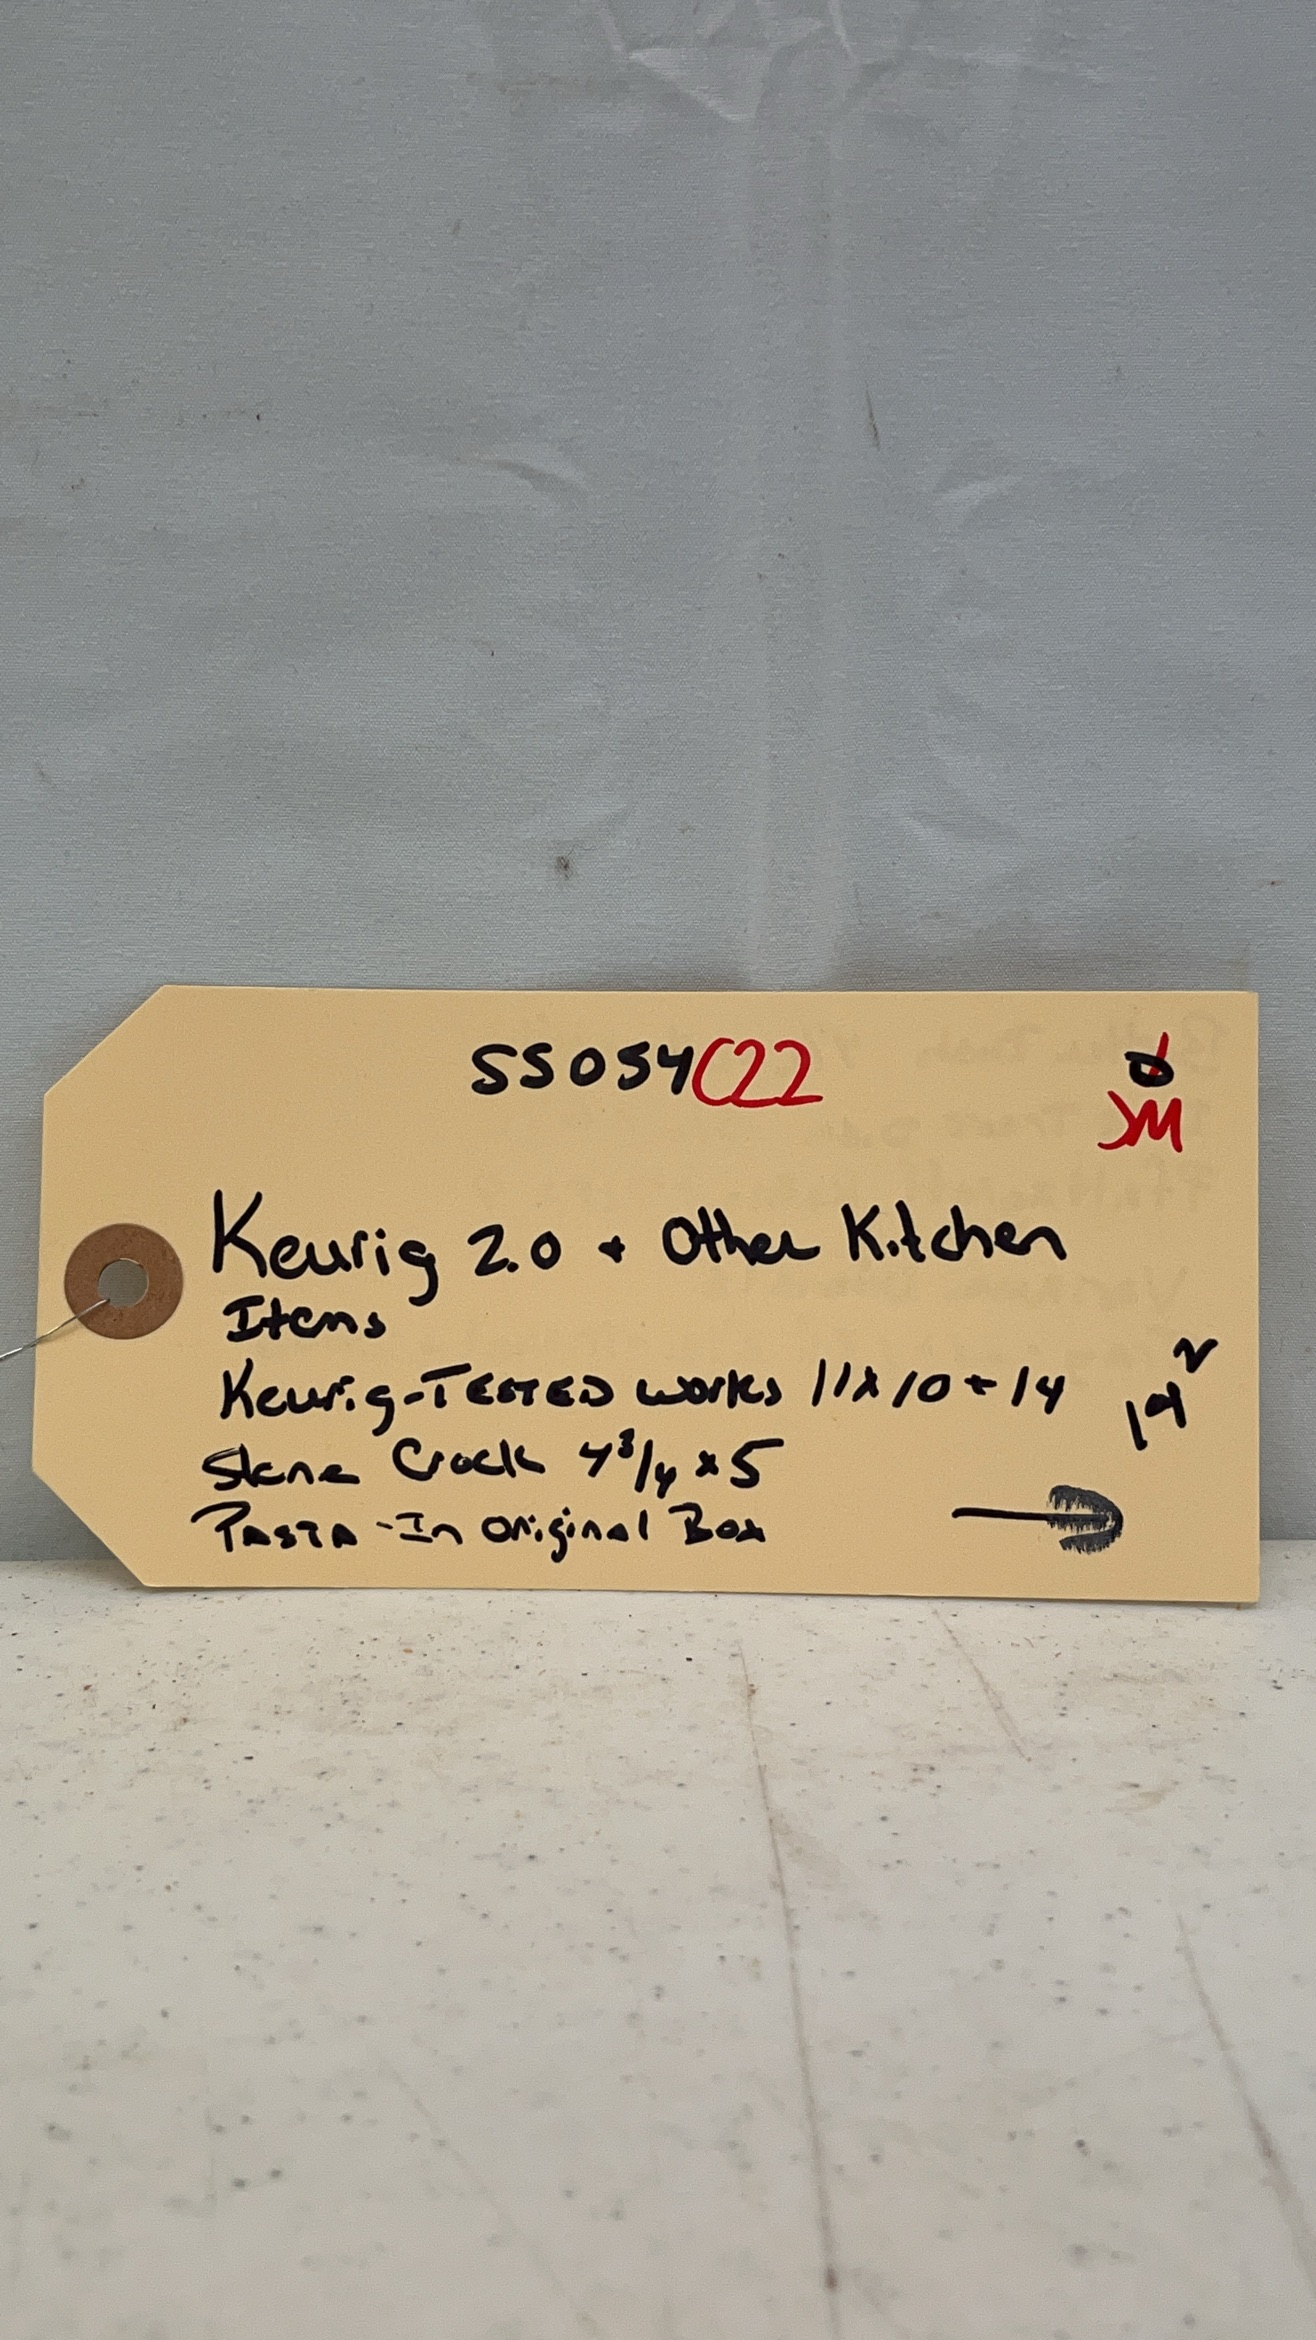 SS054C22
JM
Keurig 2.0 + Other Kitchen
Items
Keurig-TESTED works 11x10+14
Stone Crock 4 3/4 x 5
PASTA-In Original Box